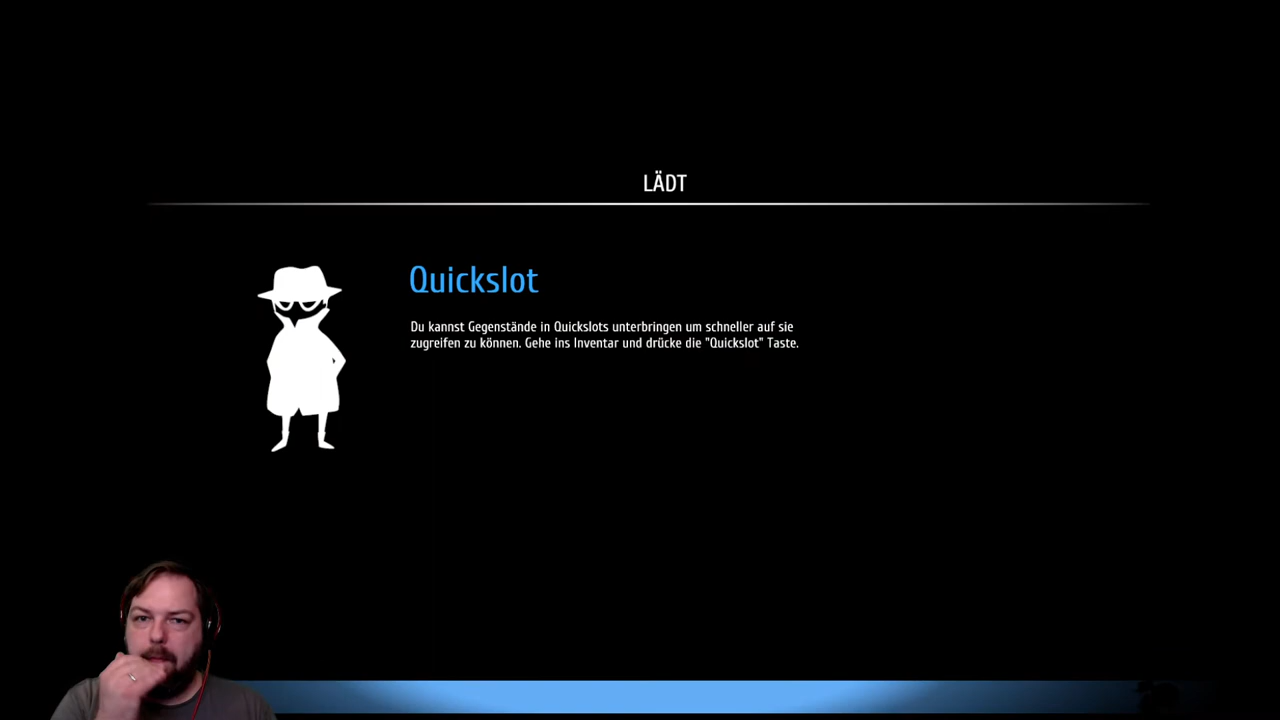 LÄDT
Quickslot
Du kannst Gegenstände in Quickslots unterbringen um schneller auf sie
zugreifen zu können. Gehe ins Inventar und drücke die "Quickslot" Taste.